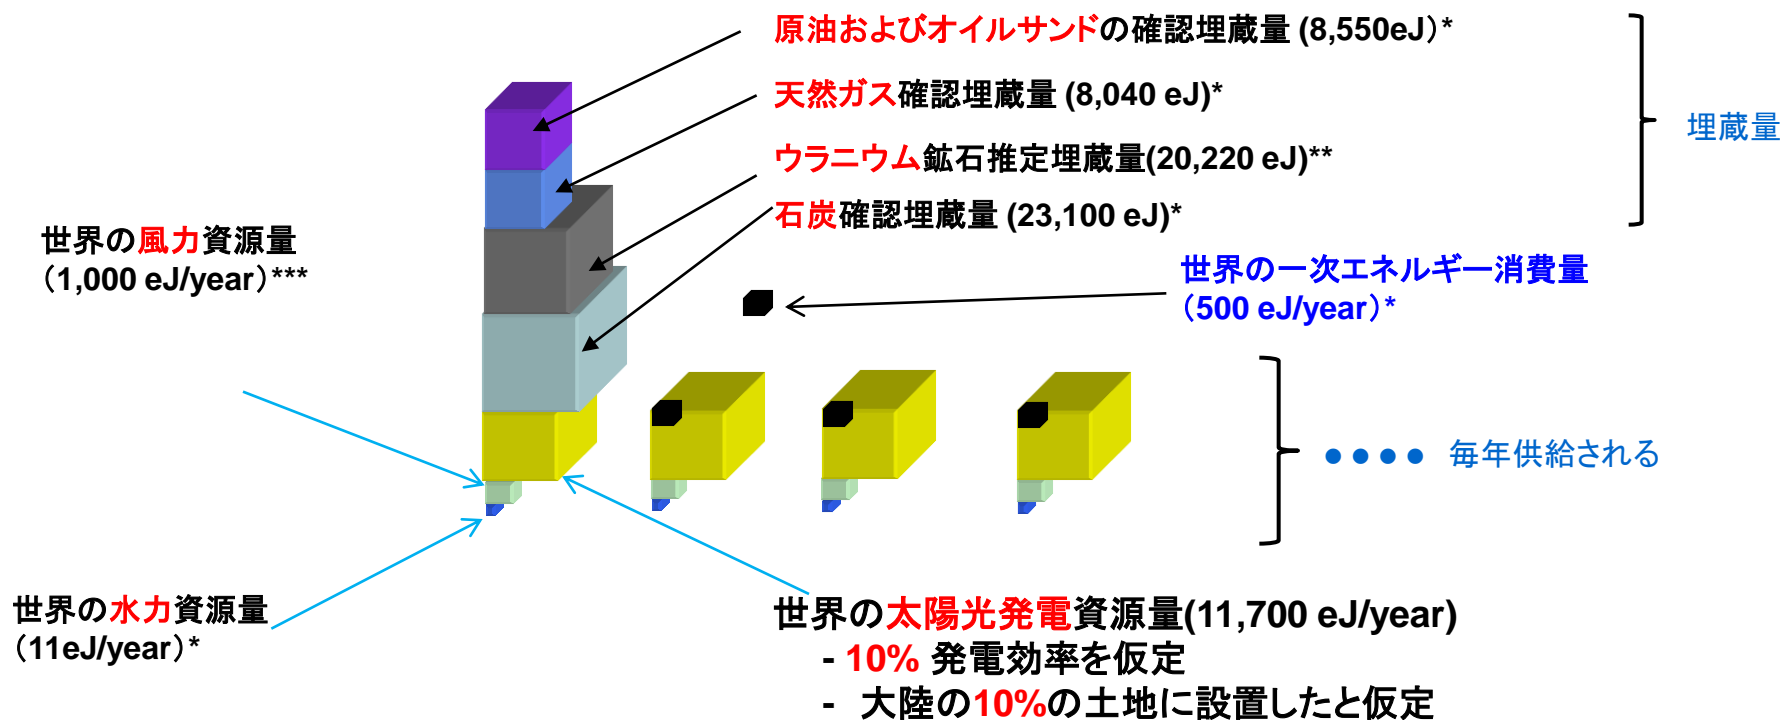 原油およびオイルサンドの確認埋蔵量 (8,550eJ)*
天然ガス確認埋蔵量 (8,040 eJ)*
ウラニウム鉱石推定埋蔵量(20,220 eJ)**
石炭確認埋蔵量 (23,100 eJ)*
埋蔵量
世界の風力資源量
(1,000 eJ/year)***
世界の一次エネルギー消費量
(500 eJ/year)*
•••• 毎年供給される
世界の水力資源量
(11eJ/year)*
世界の太陽光発電資源量(11,700 eJ/year)
- 10% 発電効率を仮定
- 大陸の10%の土地に設置したと仮定